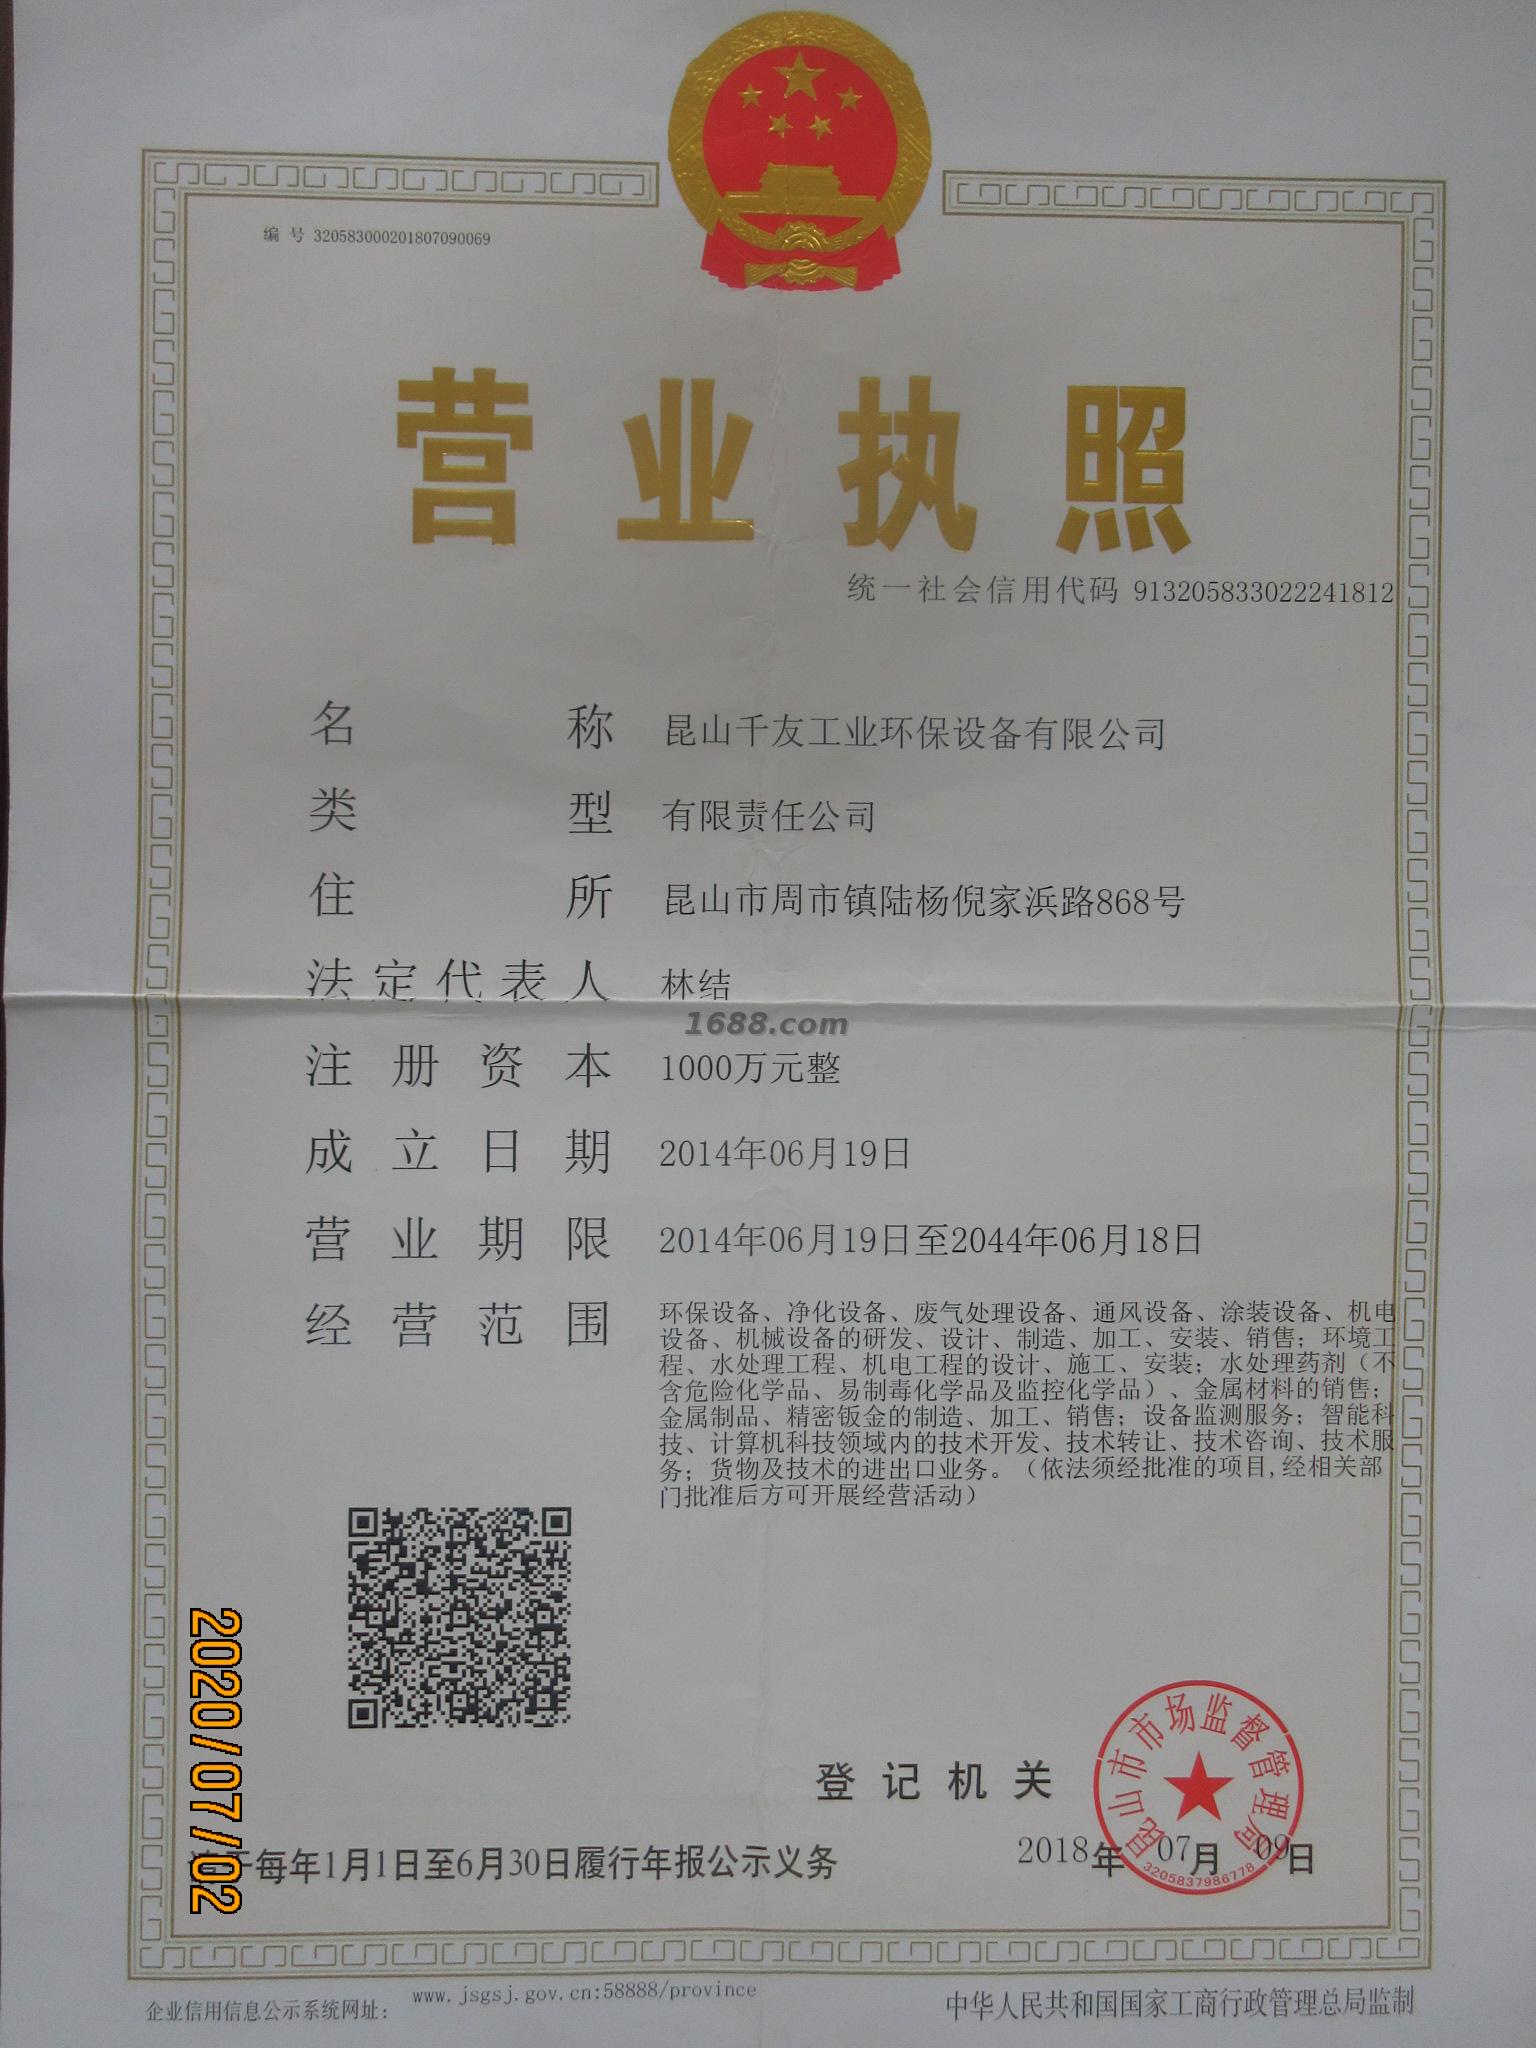 编 号 320583000201807090069
营业执照
统一社会信用代码 913205833022241812
名 称 昆山千友工业环保设备有限公司
类 型 有限责任公司
住 所 昆山市周市镇陆杨倪家浜路868号
法定代表人 林结
1688.com
注册资本 1000万元整
成立日期 2014年06月19日
营业期限 2014年06月19日至2044年06月18日
经营范围 环保设备、净化设备、废气处理设备、通风设备、涂装设备、机电
设备、机械设备的研发、设计、制造、加工、安装、销售；环境工
程、水处理工程、机电工程的设计、施工、安装；水处理药剂（不
含危险化学品、易制毒化学品及监控化学品）、金属材料的销售；
金属制品、精密钣金的制造、加工、销售；设备监测服务；智能科
技、计算机科技领域内的技术开发、技术转让、技术咨询、技术服
务；货物及技术的进出口业务。（依法须经批准的项目,经相关部
门批准后方可开展经营活动）
2020/07/02
登记机关
昆山市市场监督管理局
3205837986778
2018年07月09日
于每年1月1日至6月30日履行年报公示义务
企业信用信息公示系统网址： www.jsgsj.gov.cn:58888/province
中华人民共和国国家工商行政管理总局监制